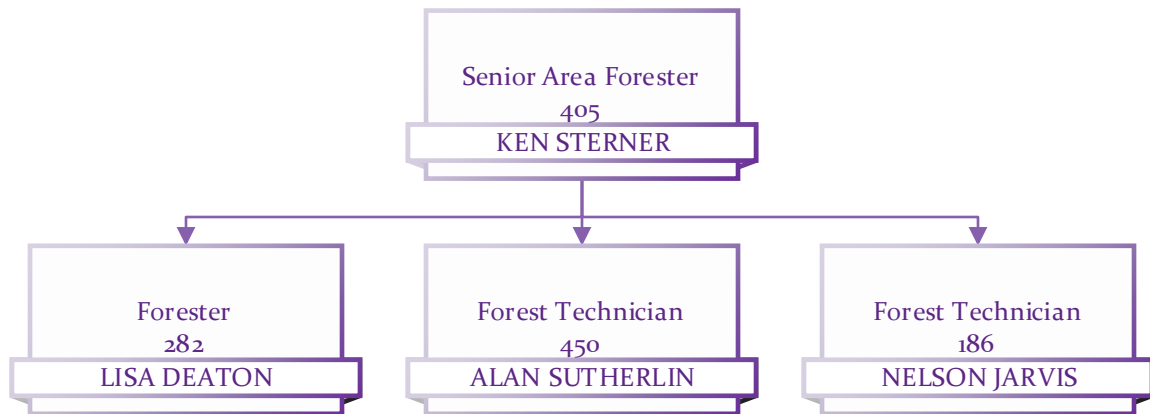 Senior Area Forester
405
KEN STERNER
Forester
282
LISA DEATON
Forest Technician
450
ALAN SUTHERLIN
Forest Technician
186
NELSON JARVIS